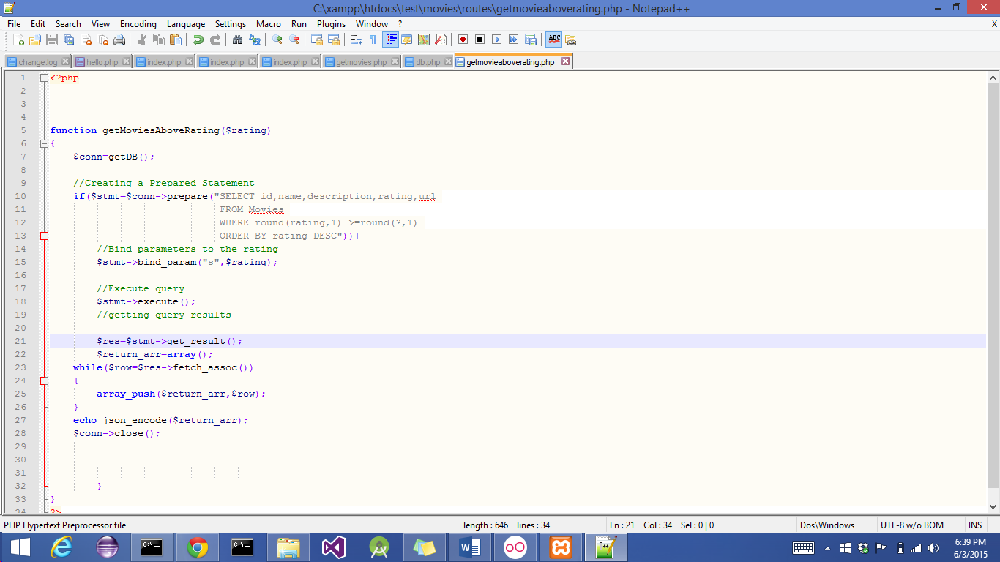 C:\xampp\htdocs\test\movies\routes\getmovieaboverating.php - Notepad++
File Edit Search View Encoding Language Settings Macro Run Plugins Window ? X
ABC
change.log hello.php index.php index.php index.php getmovies.php db.php getmovieaboverating.php
1 <?php
2
3
4
5 function getMoviesAboveRating($rating)
6 {
7 $conn=getDB();
8
9 //Creating a Prepared Statement
10 if($stmt=$conn->prepare("SELECT id,name,description,rating,url
11 FROM Movies
12 WHERE round(rating,1) >=round(?,1)
13 ORDER BY rating DESC")){
14 //Bind parameters to the rating
15 $stmt->bind_param("s",$rating);
16
17 //Execute query
18 $stmt->execute();
19 //getting query results
20
21 $res=$stmt->get_result();
22 $return_arr=array();
23 while($row=$res->fetch_assoc())
24 {
25 array_push($return_arr,$row);
26 }
27 echo json_encode($return_arr);
28 $conn->close();
29
30
31
32 }
33 }
34 ?>
PHP Hypertext Preprocessor file length : 646 lines : 34 Ln : 21 Col : 34 Sel : 0 | 0 Dos\Windows UTF-8 w/o BOM INS
6:39 PM
6/3/2015